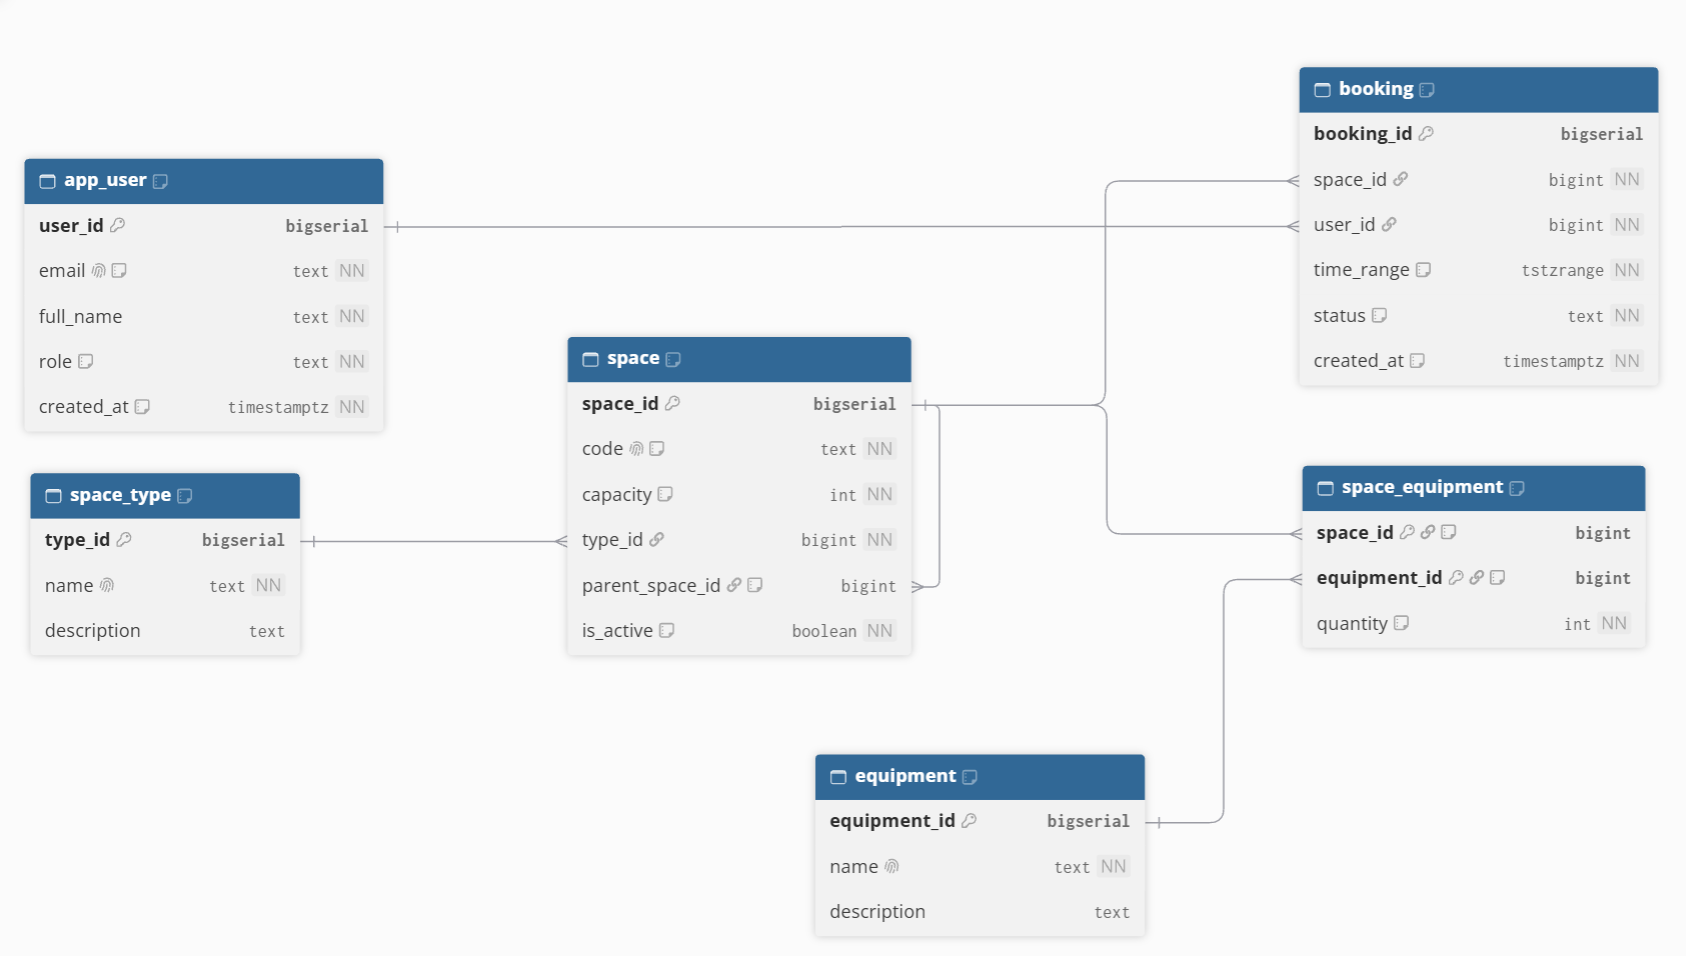 app_user
user_id bigserial
email text NN
full_name text NN
role text NN
created_at timestamptz NN
space_type
type_id bigserial
name text NN
description text
space
space_id bigserial
code text NN
capacity int NN
type_id bigint NN
parent_space_id bigint
is_active boolean NN
booking
booking_id bigserial
space_id bigint NN
user_id bigint NN
time_range tstzrange NN
status text NN
created_at timestamptz NN
space_equipment
space_id bigint
equipment_id bigint
quantity int NN
equipment
equipment_id bigserial
name text NN
description text